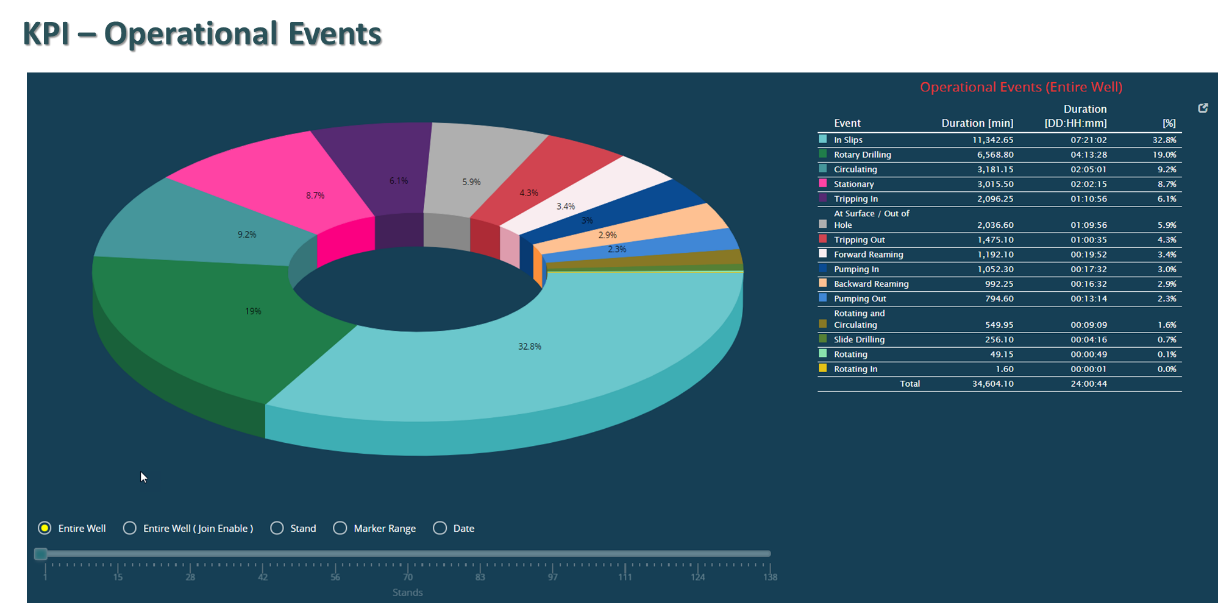 KPI – Operational Events
Operational Events (Entire Well)
Event Duration [min] Duration [DD:HH:mm] [%]
In Slips 11,342.65 07:21:02 32.8%
Rotary Drilling 6,568.80 04:13:28 19.0%
Circulating 3,181.15 02:05:01 9.2%
Stationary 3,015.50 02:02:15 8.7%
Tripping In 2,096.25 01:10:56 6.1%
At Surface / Out of
Hole 2,036.60 01:09:56 5.9%
Tripping Out 1,475.10 01:00:35 4.3%
Forward Reaming 1,192.10 00:19:52 3.4%
Pumping In 1,052.30 00:17:32 3.0%
Backward Reaming 992.25 00:16:32 2.9%
Pumping Out 794.60 00:13:14 2.3%
Rotating and
Circulating 549.95 00:09:09 1.6%
Slide Drilling 256.10 00:04:16 0.7%
Rotating 49.15 00:00:49 0.1%
Rotating In 1.60 00:00:01 0.0%
Total 34,604.10 24:00:44
6.1%
5.9%
4.3%
8.7%
3.4%
3%
9.2%
2.9%
2.3%
19%
32.8%
Entire Well Entire Well ( Join Enable ) Stand Marker Range Date
1 15 28 42 56 70 83 97 111 124 138
Stands